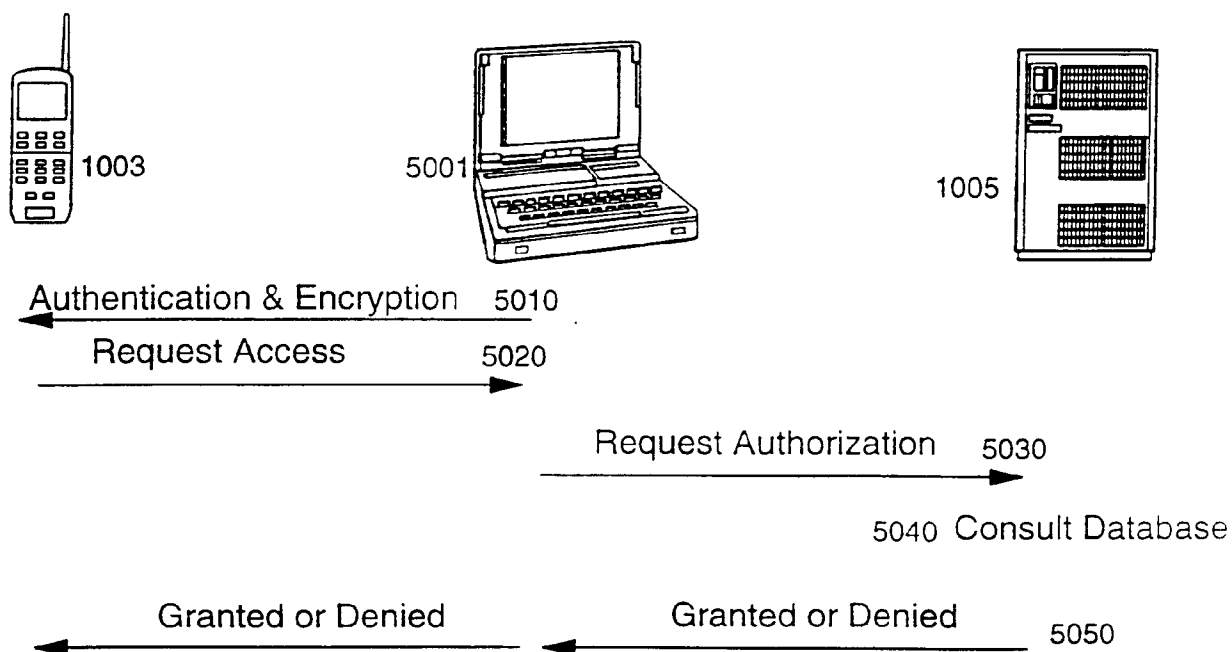 1003
5001
1005
Authentication & Encryption 5010
Request Access 5020
Request Authorization 5030
5040 Consult Database
Granted or Denied Granted or Denied 5050